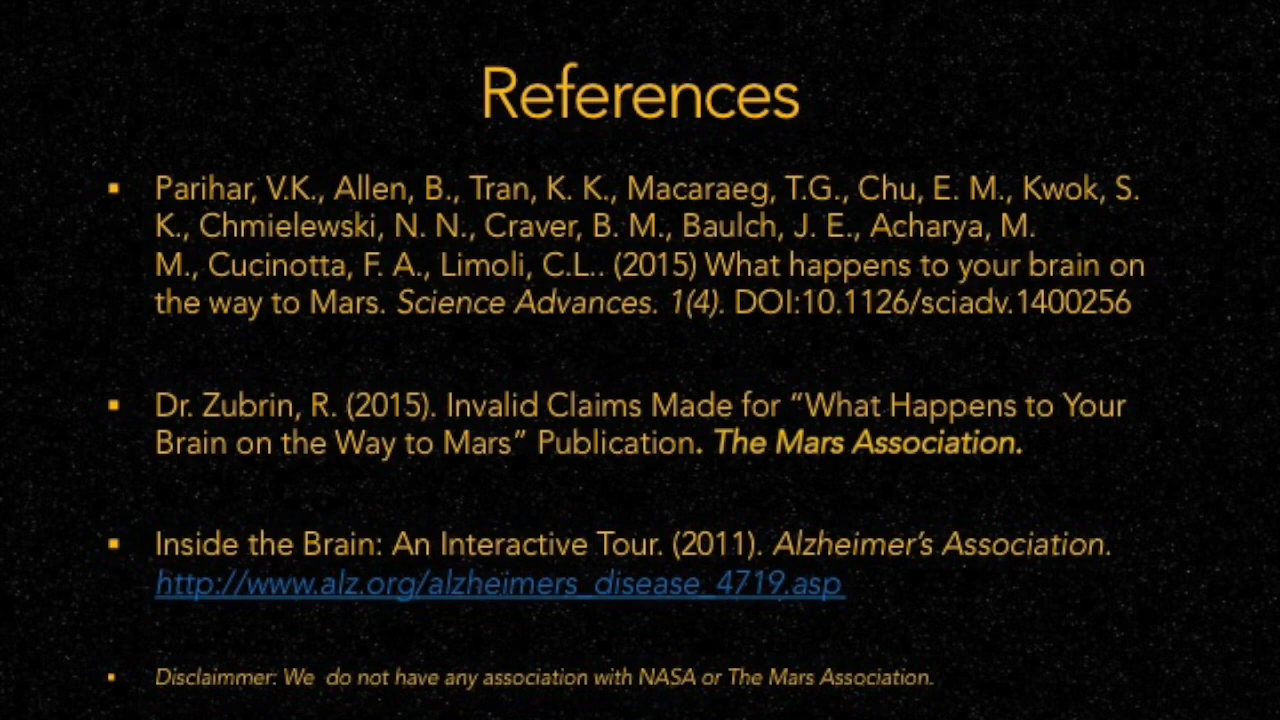 References
▪ Parihar, V.K., Allen, B., Tran, K. K., Macaraeg, T.G., Chu, E. M., Kwok, S.
K., Chmielewski, N. N., Craver, B. M., Baulch, J. E., Acharya, M.
M., Cucinotta, F. A., Limoli, C.L.. (2015) What happens to your brain on
the way to Mars. Science Advances. 1(4). DOI:10.1126/sciadv.1400256
▪ Dr. Zubrin, R. (2015). Invalid Claims Made for “What Happens to Your
Brain on the Way to Mars” Publication. The Mars Association.
▪ Inside the Brain: An Interactive Tour. (2011). Alzheimer’s Association.
http://www.alz.org/alzheimers_disease_4719.asp
▪ Disclaimmer: We  do not have any association with NASA or The Mars Association.